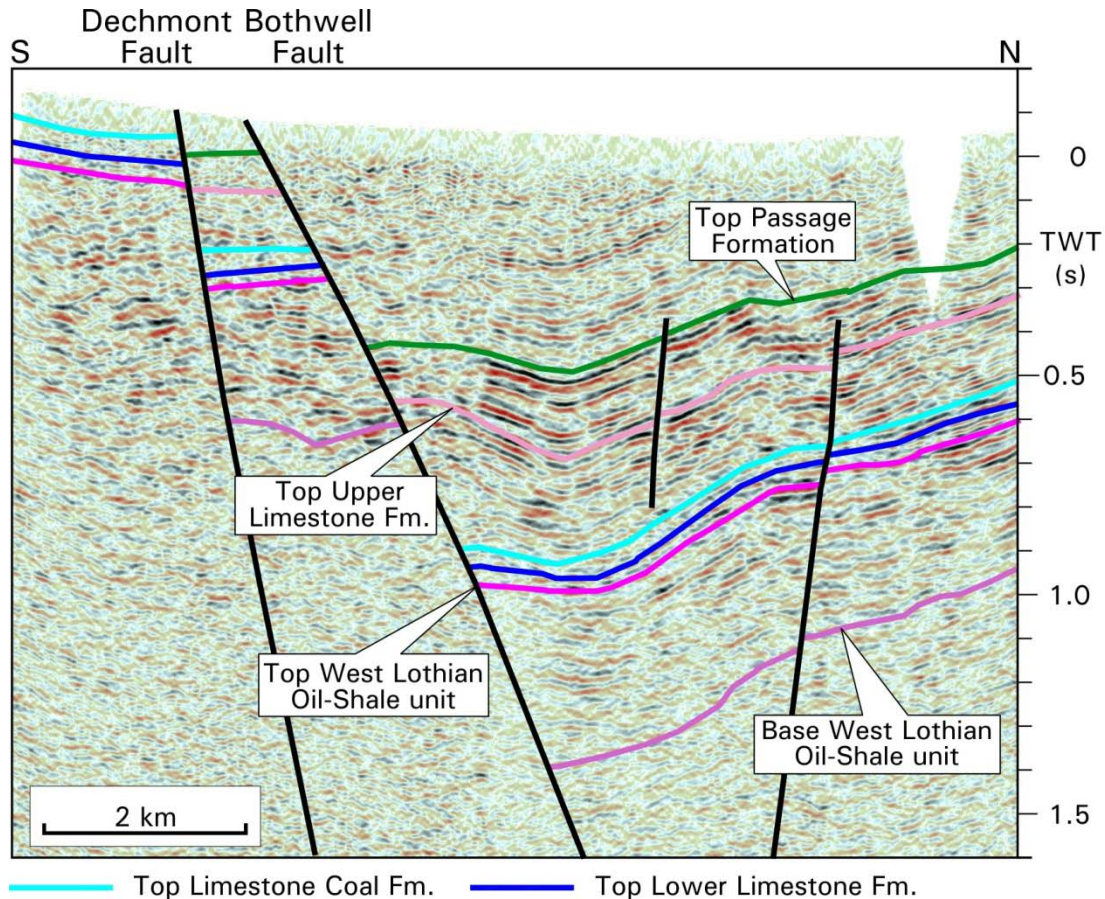 Dechmont Bothwell
Fault Fault
S N
0
Top Passage
Formation
TWT
(s)
0.5
Top Upper
Limestone Fm.
1.0
Top West Lothian
Oil-Shale unit
Base West Lothian
Oil-Shale unit
2 km
1.5
Top Limestone Coal Fm. Top Lower Limestone Fm.